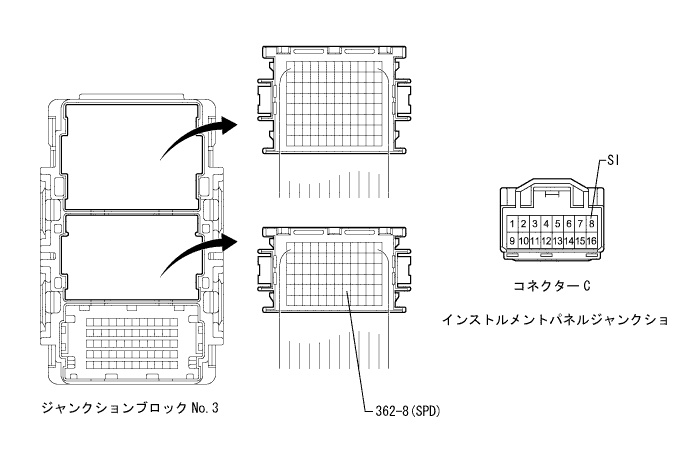 SI
1 2 3 4 5 6 7 8
9 10 11 12 13 14 15 16
コネクターC
インストルメントパネルジャンクショ
ジャンクションブロックNo.3
362-8(SPD)